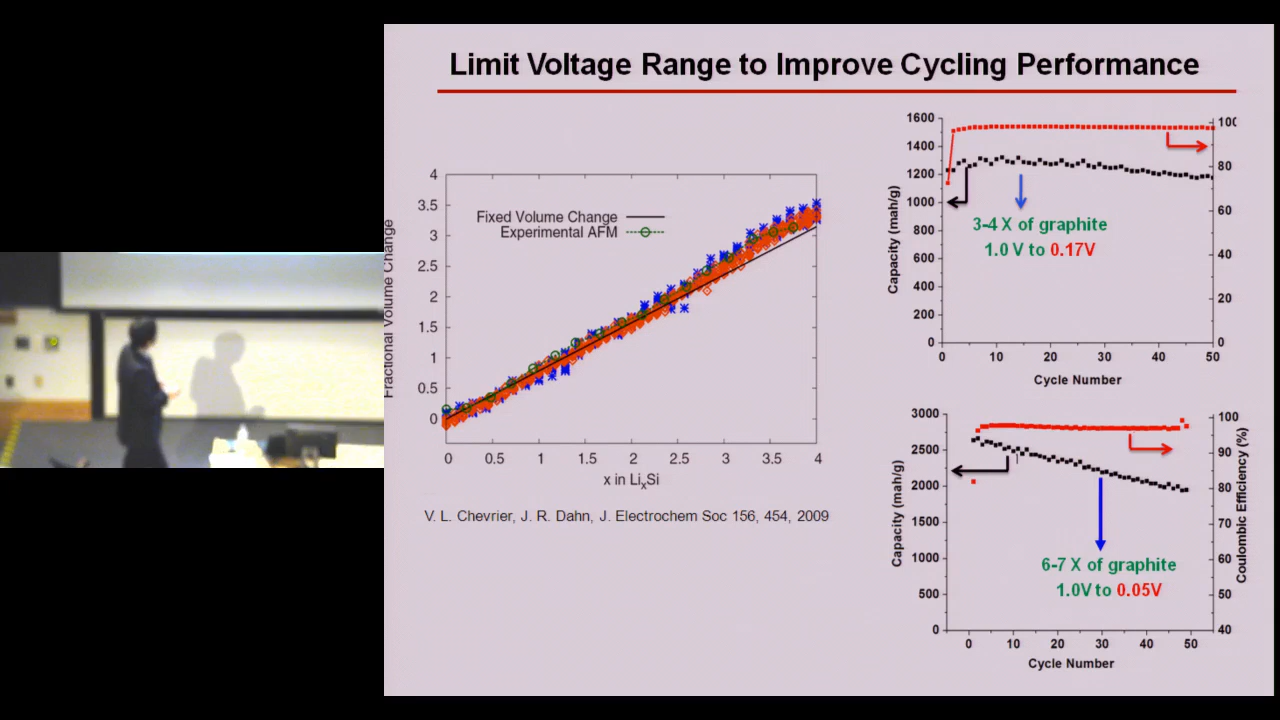 Limit Voltage Range to Improve Cycling Performance
Fractional Volume Change
4
3.5
3
2.5
2
1.5
1
0.5
0
Fixed Volume Change
Experimental AFM
0 0.5 1 1.5 2 2.5 3 3.5 4
x in LixSi
V. L. Chevrier, J. R. Dahn, J. Electrochem Soc 156, 454, 2009
Capacity (mah/g)
1600
1400
1200
1000
800
600
400
200
0
3-4 X of graphite
1.0 V to 0.17V
100
80
60
40
20
0
0 10 20 30 40 50
Cycle Number
Capacity (mah/g)
3000
2500
2000
1500
1000
500
0
6-7 X of graphite
1.0V to 0.05V
100
90
80
70
60
50
40
Coulombic Efficiency (%)
0 10 20 30 40 50
Cycle Number